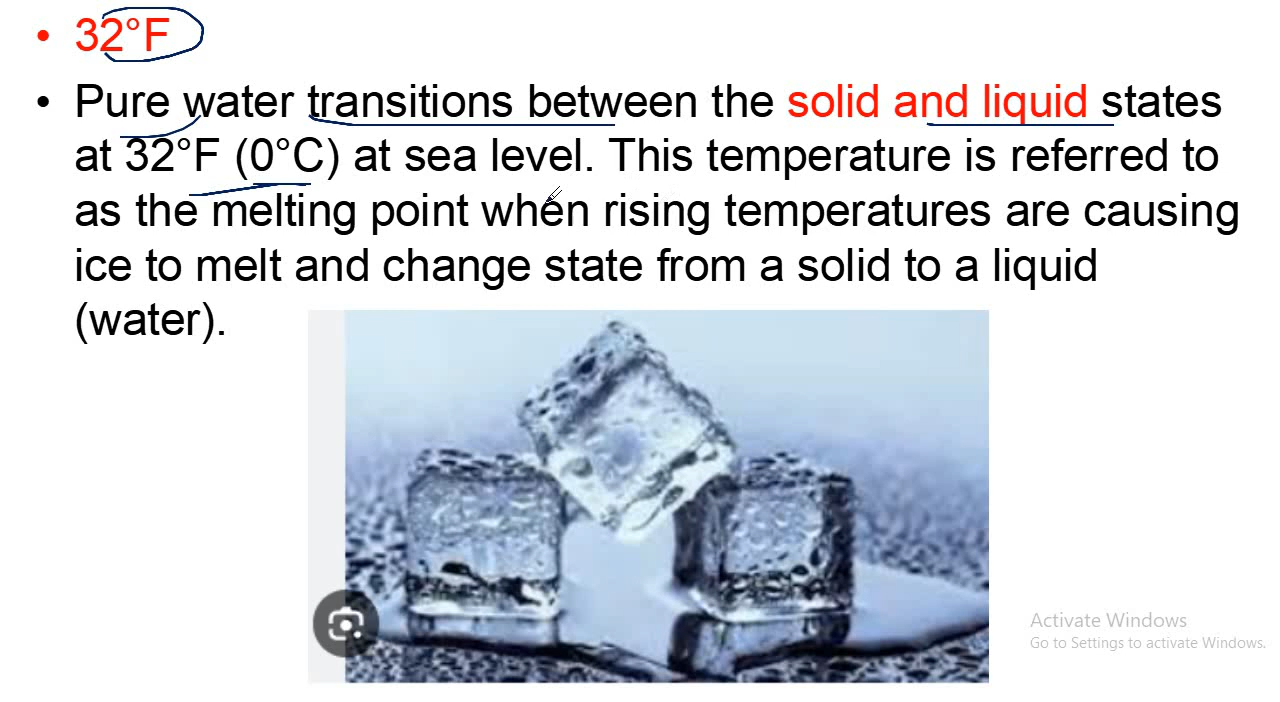 • 32°F
• Pure water transitions between the solid and liquid states
at 32°F (0°C) at sea level. This temperature is referred to
as the melting point when rising temperatures are causing
ice to melt and change state from a solid to a liquid
(water).
Activate Windows
Go to Settings to activate Windows.